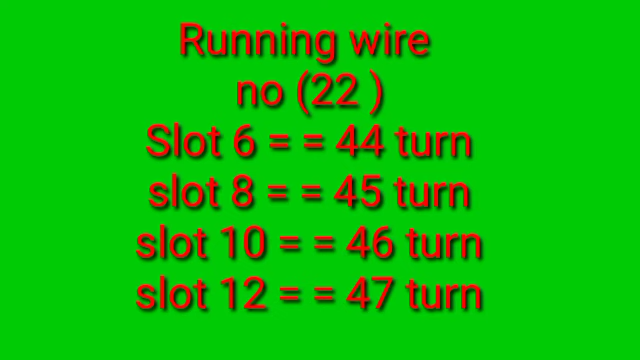 Running wire
no (22 )
Slot 6 = = 44 turn
slot 8 = = 45 turn
slot 10 = = 46 turn
slot 12 = = 47 turn